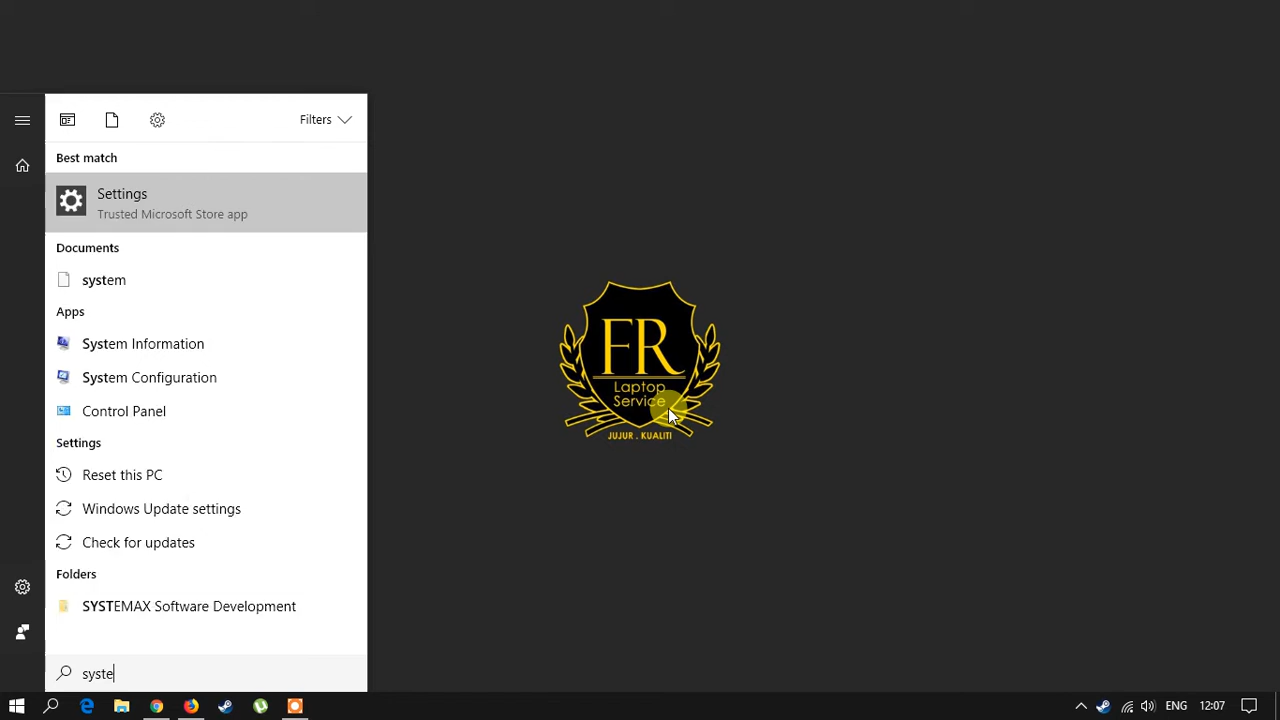 Filters
Best match
Settings
Trusted Microsoft Store app
Documents
system
Apps
System Information
System Configuration
Control Panel
Settings
Reset this PC
Windows Update settings
Check for updates
Folders
SYSTEMAX Software Development
syste
FR
Laptop
Service
JUJUR . KUALITI
ENG
12:07